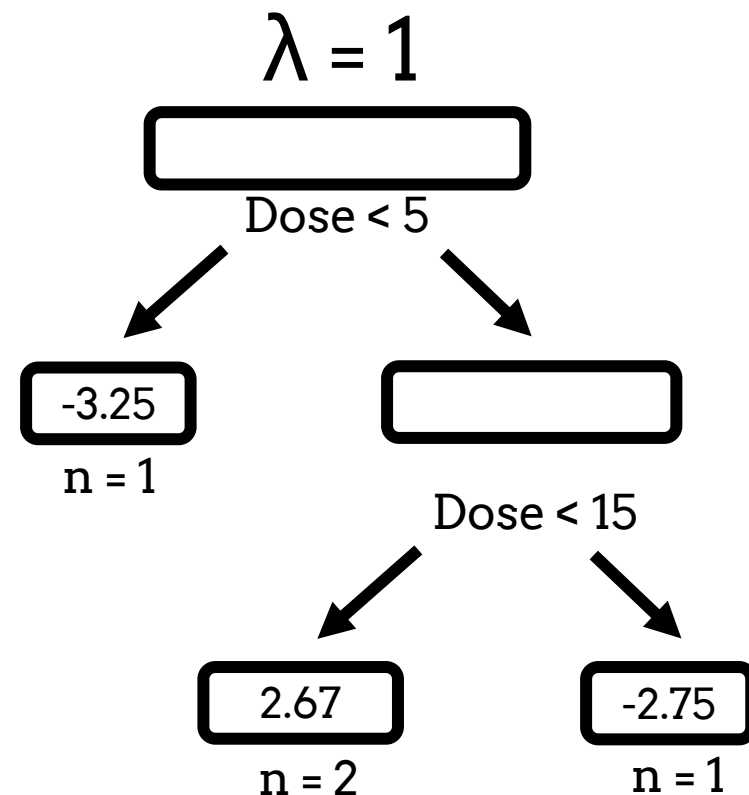 λ = 1
Dose < 5
-3.25
n = 1
Dose < 15
2.67
-2.75
n = 2
n = 1